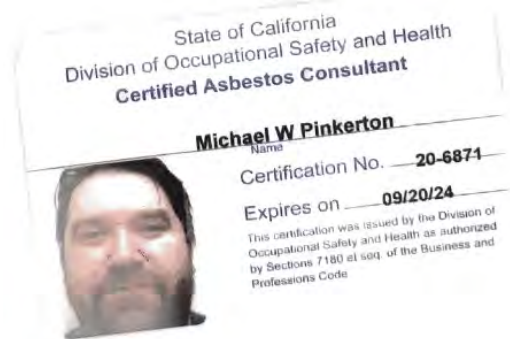 State of California
Division of Occupational Safety and Health
Certified Asbestos Consultant
Michael W Pinkerton
Name
Certification No. 20-6871
Expires on 09/20/24
This certification was issued by the Division of
Occupational Safety and Health as authorized
by Sections 7180 et seq. of the Business and
Professions Code